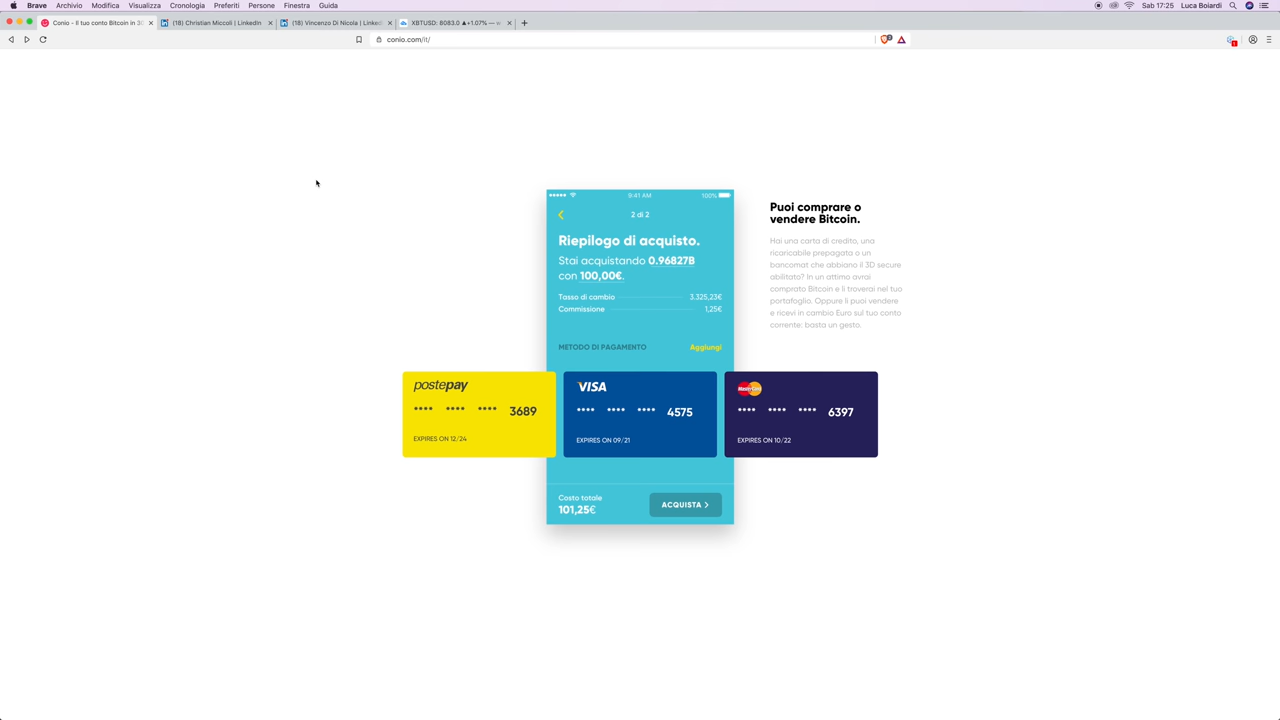 Brave Archivio Modifica Visualizza Cronologia Preferiti Persone Finestra Guida Sab 17:25 Luca Boiardi
Conio - Il tuo conto Bitcoin in 30 (18) Christian Miccoli | LinkedIn (18) Vincenzo Di Nicola | Linked XBTUSD: 8083.0 ▲+1.07% —
conio.com/it/
9:41 AM 100%
2 di 2
Riepilogo di acquisto.
Stai acquistando 0.96827B
con 100,00€.
Tasso di cambio 3,325,23€
Commissione 1,25€
METODO DI PAGAMENTO Aggiungi
postepay
**** **** **** 3689
EXPIRES ON 12/24
VISA
**** **** **** 4575
EXPIRES ON 09/21
MasterCard
**** **** **** 6397
EXPIRES ON 10/22
Costo totale
101,25€
ACQUISTA
Puoi comprare o
vendere Bitcoin.
Hai una carta di credito, una
ricaricabile prepagata o un
bancomat che abbiano il 3D secure
abilitato? In un attimo avrai
comprato Bitcoin e li troverai nel tuo
portafoglio. Oppure li puoi vendere
e ricevi in cambio Euro sul tuo conto
corrente: basta un gesto.